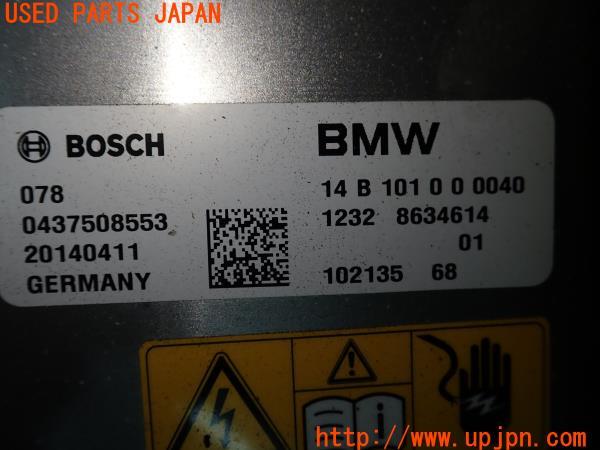 USED PARTS JAPAN
BOSCH
BMW
078
14 B 101 0 0 0040
0437508553
1232 8634614
20140411
01
GERMANY
102135 68
http://www.upjpn.com